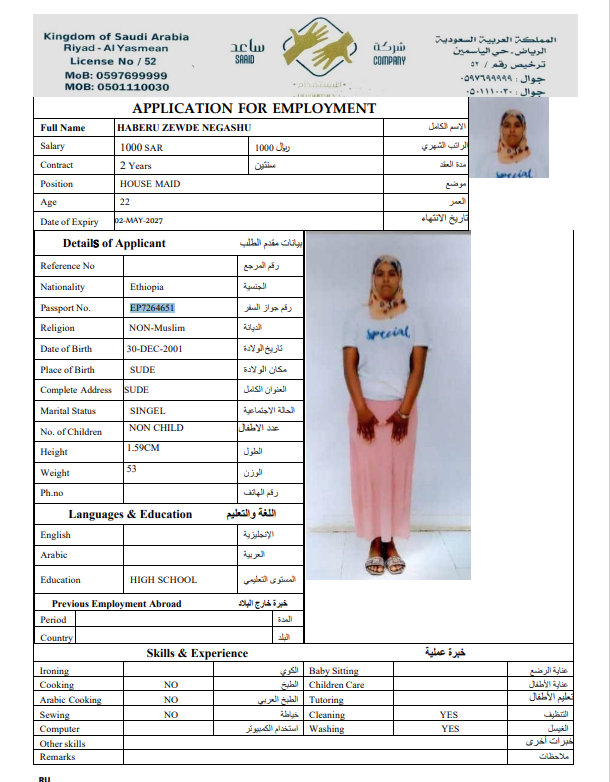 Kingdom of Saudi Arabia
Riyad - Al Yasmean
License No / 52
MoB: 0597699999
MOB: 0501110030
ساعد
SAAID
شركة
COMPANY
للاستقدام
المملكة العربية السعودية
الرياض - حي الياسمين
ترخيص رقم / ٥٢
جوال : ٠٥٩٧٦٩٩٩٩٩
جوال : ٠٥٠١١١٠٠٣٠
APPLICATION FOR EMPLOYMENT
Full Name HABERU ZEWDE NEGASHU الاسم الكامل
Salary 1000 SAR 1000 ريال الراتب الشهري
Contract 2 Years سنتين مدة العقد
Position HOUSE MAID موضع
Age 22 العمر
Date of Expiry 02-MAY-2027 تاريخ الانتهاء
special
Details of Applicant بيانات مقدم الطلب
Reference No رقم المرجع
Nationality Ethiopia الجنسية
Passport No. EP7264651 رقم جواز السفر
Religion NON-Muslim الديانة
Date of Birth 30-DEC-2001 تاريخ الولادة
Place of Birth SUDE مكان الولادة
Complete Address SUDE العنوان الكامل
Marital Status SINGEL الحالة الاجتماعية
No. of Children NON CHILD عدد الاطفال
Height 1.59CM الطول
Weight 53 الوزن
Ph.no رقم الهاتف
special
Languages & Education اللغة والتعليم
English الإنجليزية
Arabic العربية
Education HIGH SCHOOL المستوى التعليمي
Previous Employment Abroad خبرة خارج البلاد
Period المدة
Country البلد
Skills & Experience خبرة عملية
Ironing الكوي Baby Sitting عناية الرضع
Cooking NO الطبخ Children Care عناية الأطفال
Arabic Cooking NO الطبخ العربي Tutoring تعليم الأطفال
Sewing NO خياطة Cleaning YES التنظيف
Computer استخدام الكمبيوتر Washing YES الغيسل
Other skills خبرات أخرى
Remarks ملاحظات
RU